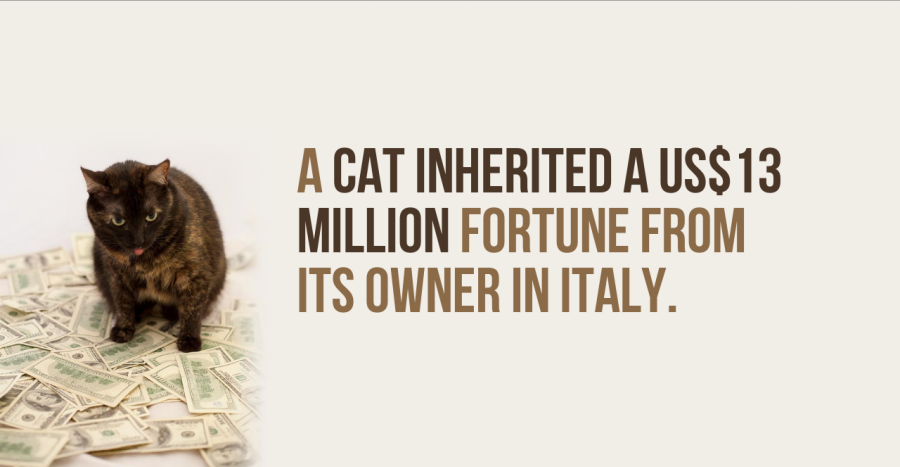 A CAT INHERITED A US$13
MILLION FORTUNE FROM
ITS OWNER IN ITALY.